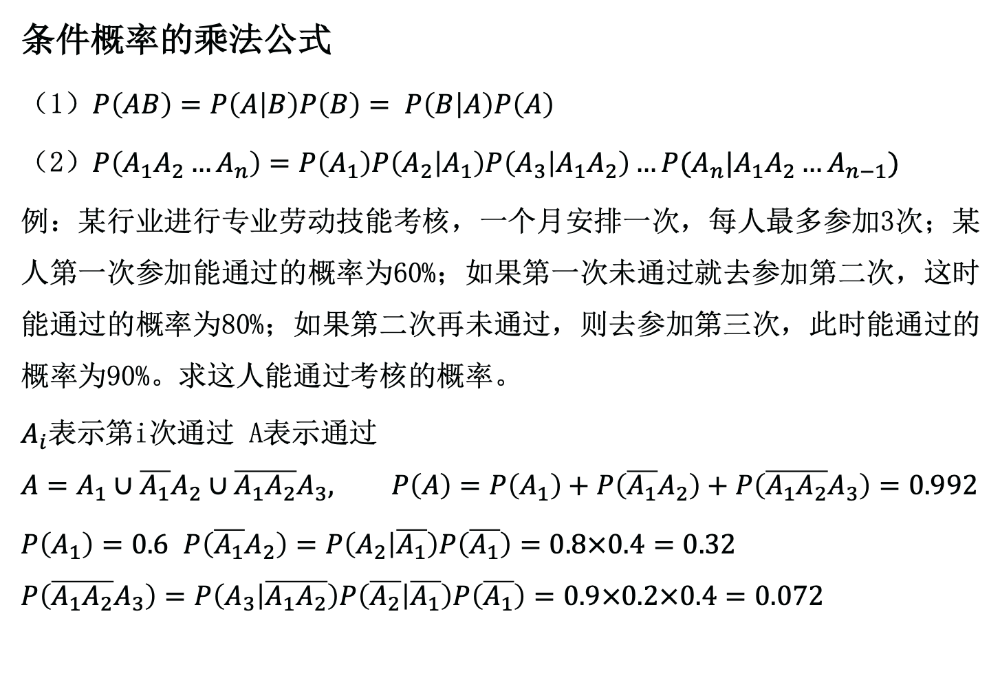 条件概率的乘法公式
（1）$P(AB) = P(A|B)P(B) = P(B|A)P(A)$
（2）$P(A_1A_2 \ldots A_n) = P(A_1)P(A_2|A_1)P(A_3|A_1A_2) \ldots P(A_n|A_1A_2 \ldots A_{n-1})$
例：某行业进行专业劳动技能考核，一个月安排一次，每人最多参加3次；某
人第一次参加能通过的概率为60%；如果第一次未通过就去参加第二次，这时
能通过的概率为80%；如果第二次再未通过，则去参加第三次，此时能通过的
概率为90%。求这人能通过考核的概率。
$A_i$表示第i次通过 A表示通过
$A = A_1 \cup \overline{A_1}A_2 \cup \overline{A_1A_2}A_3, \quad P(A) = P(A_1) + P(\overline{A_1}A_2) + P(\overline{A_1A_2}A_3) = 0.992$
$P(A_1) = 0.6 \; P(\overline{A_1}A_2) = P(A_2|\overline{A_1})P(\overline{A_1}) = 0.8 \times 0.4 = 0.32$
$P(\overline{A_1A_2}A_3) = P(A_3|\overline{A_1A_2})P(\overline{A_2}|\overline{A_1})P(\overline{A_1}) = 0.9 \times 0.2 \times 0.4 = 0.072$